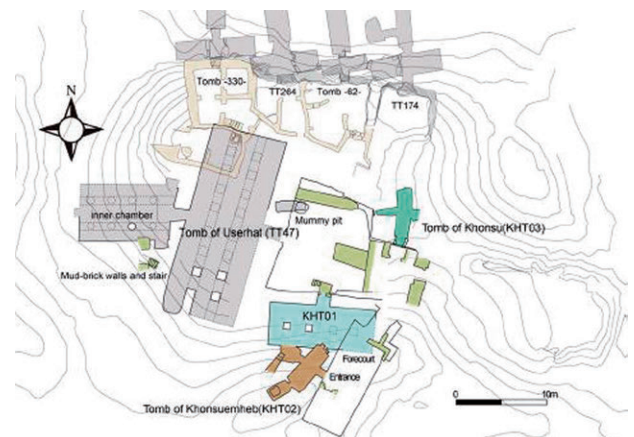 Tomb -330-
TT264
Tomb -62-
TT174
N
inner chamber
Tomb of Userhat (TT47)
Mummy pit
Tomb of Khonsu(KHT03)
Mud-brick walls and stair
KHT01
Forecourt
Entrance
Tomb of Khonsuemheb(KHT02)
0 10m